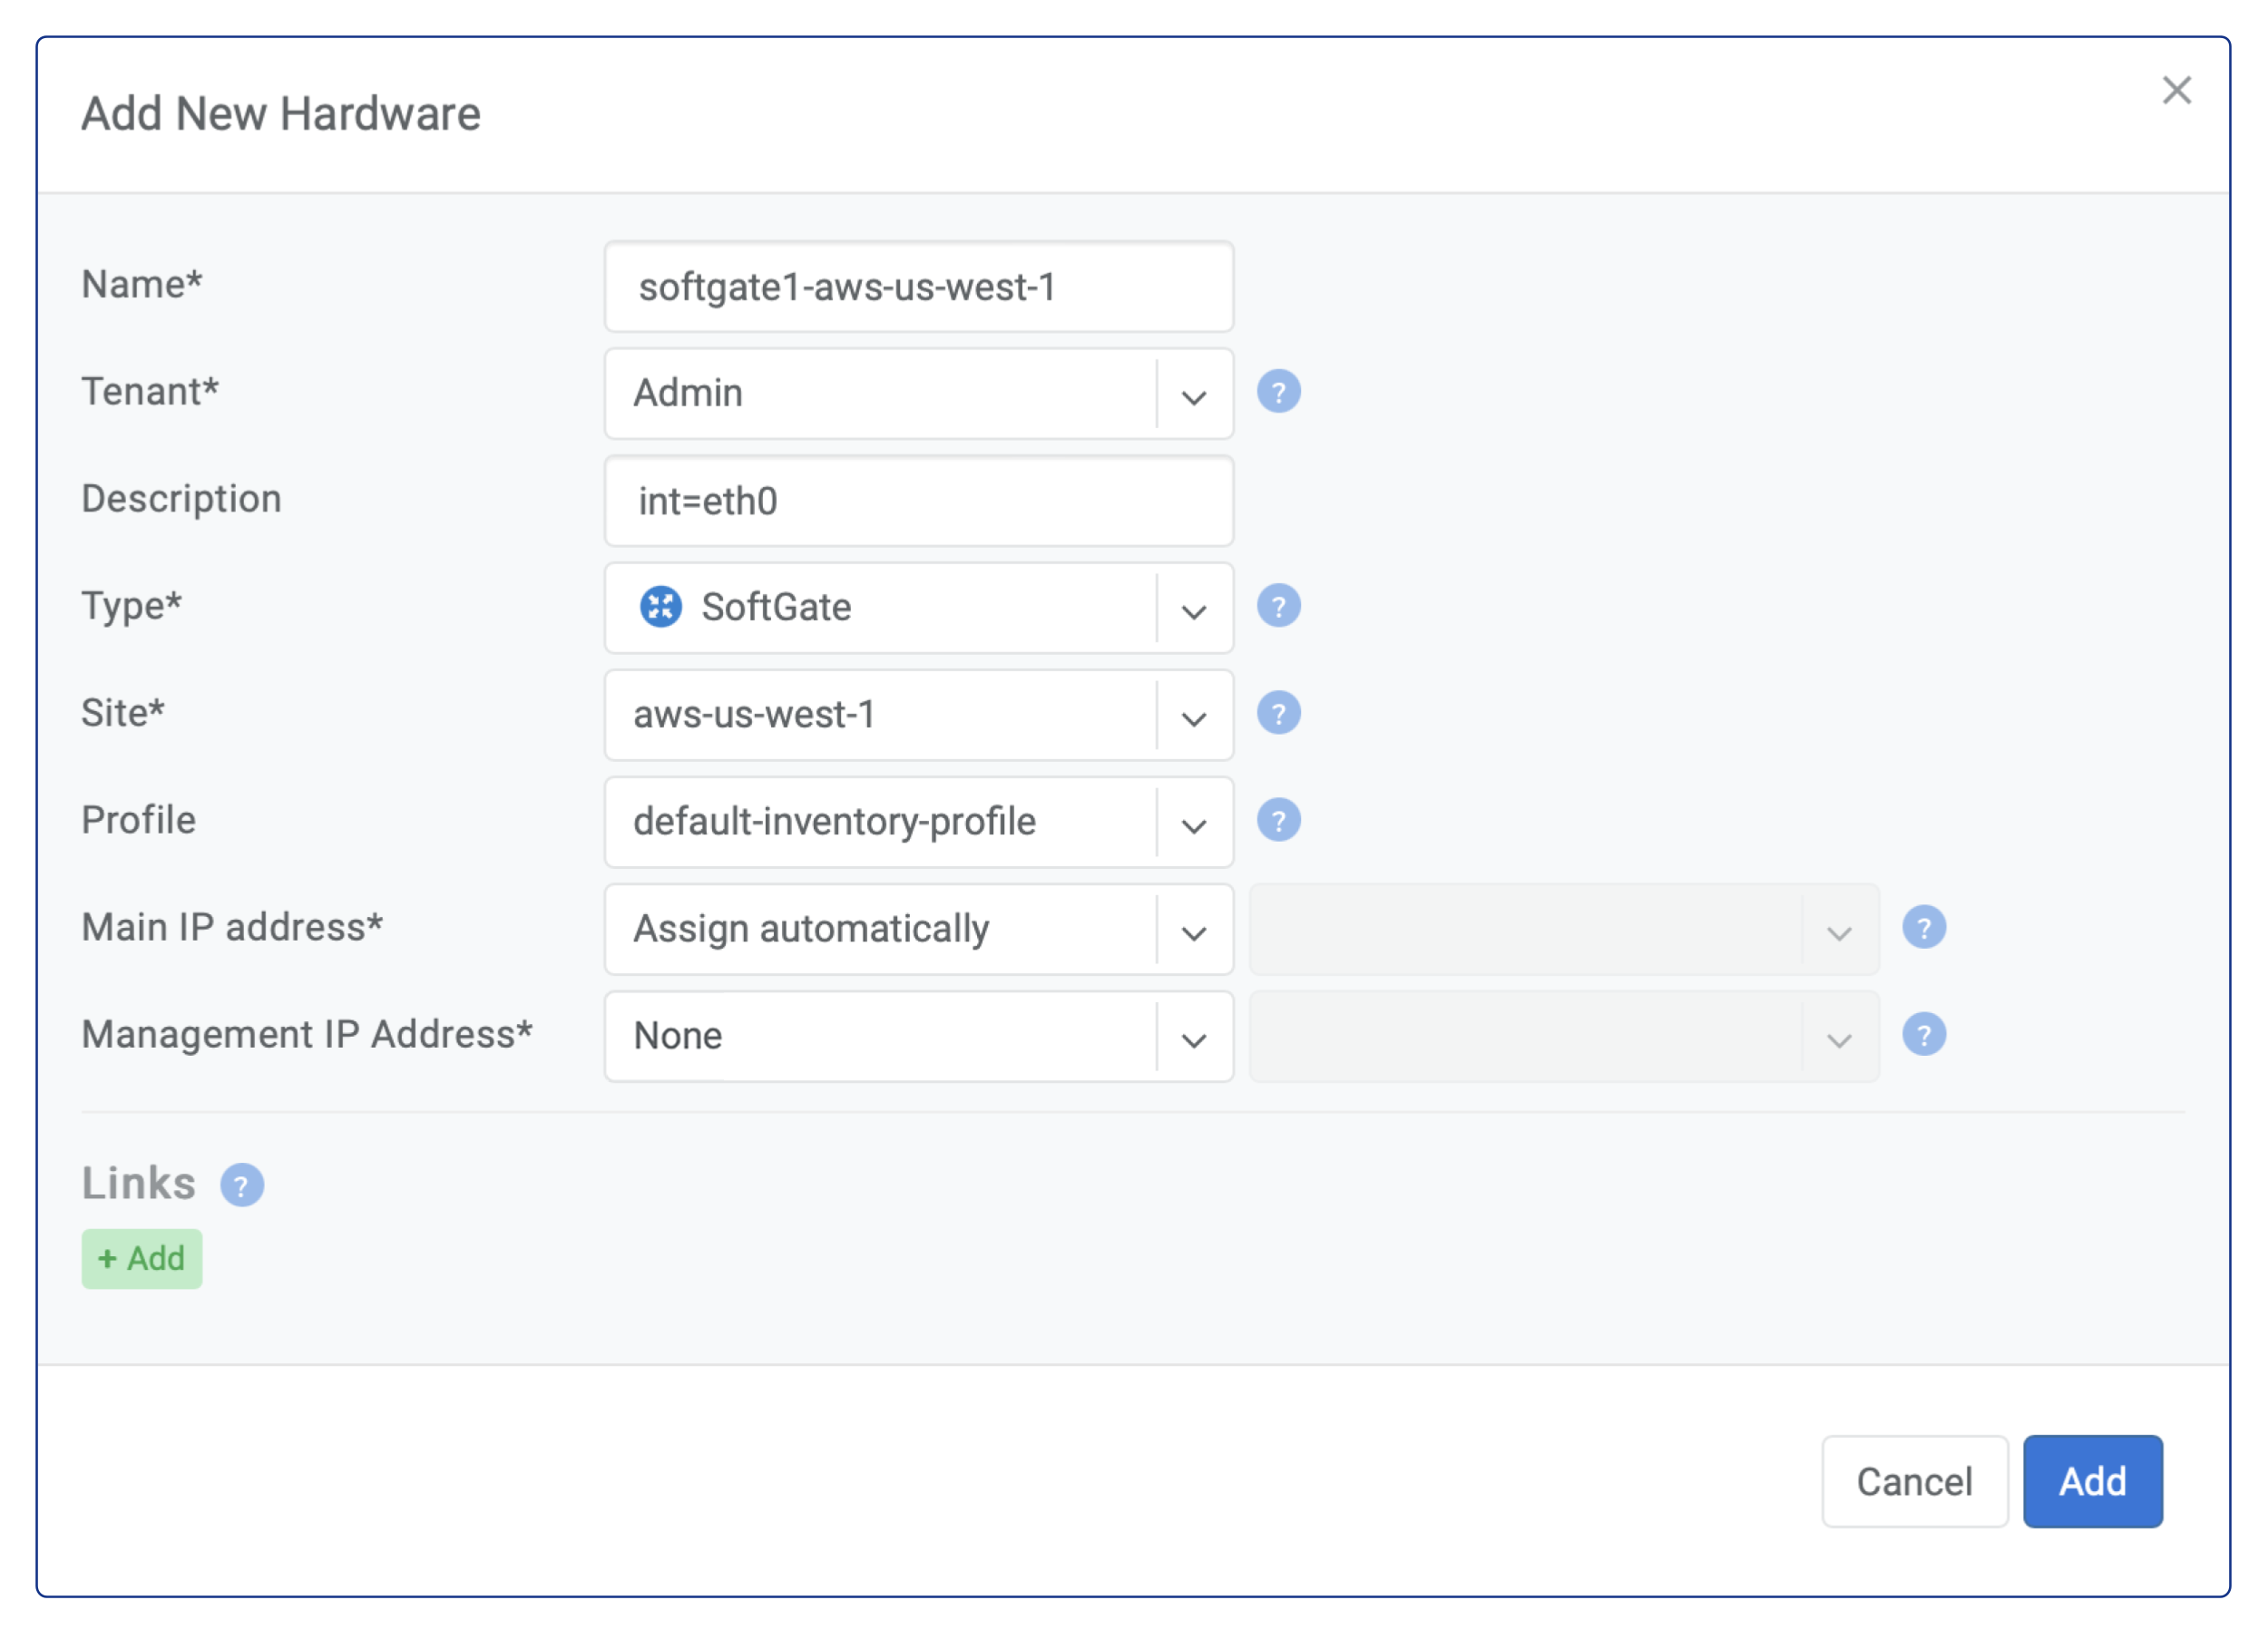 Add New Hardware
Name* softgate1-aws-us-west-1
Tenant* Admin ?
Description int=eth0
Type* SoftGate ?
Site* aws-us-west-1 ?
Profile default-inventory-profile ?
Main IP address* Assign automatically ?
Management IP Address* None ?
Links ?
+ Add
Cancel Add